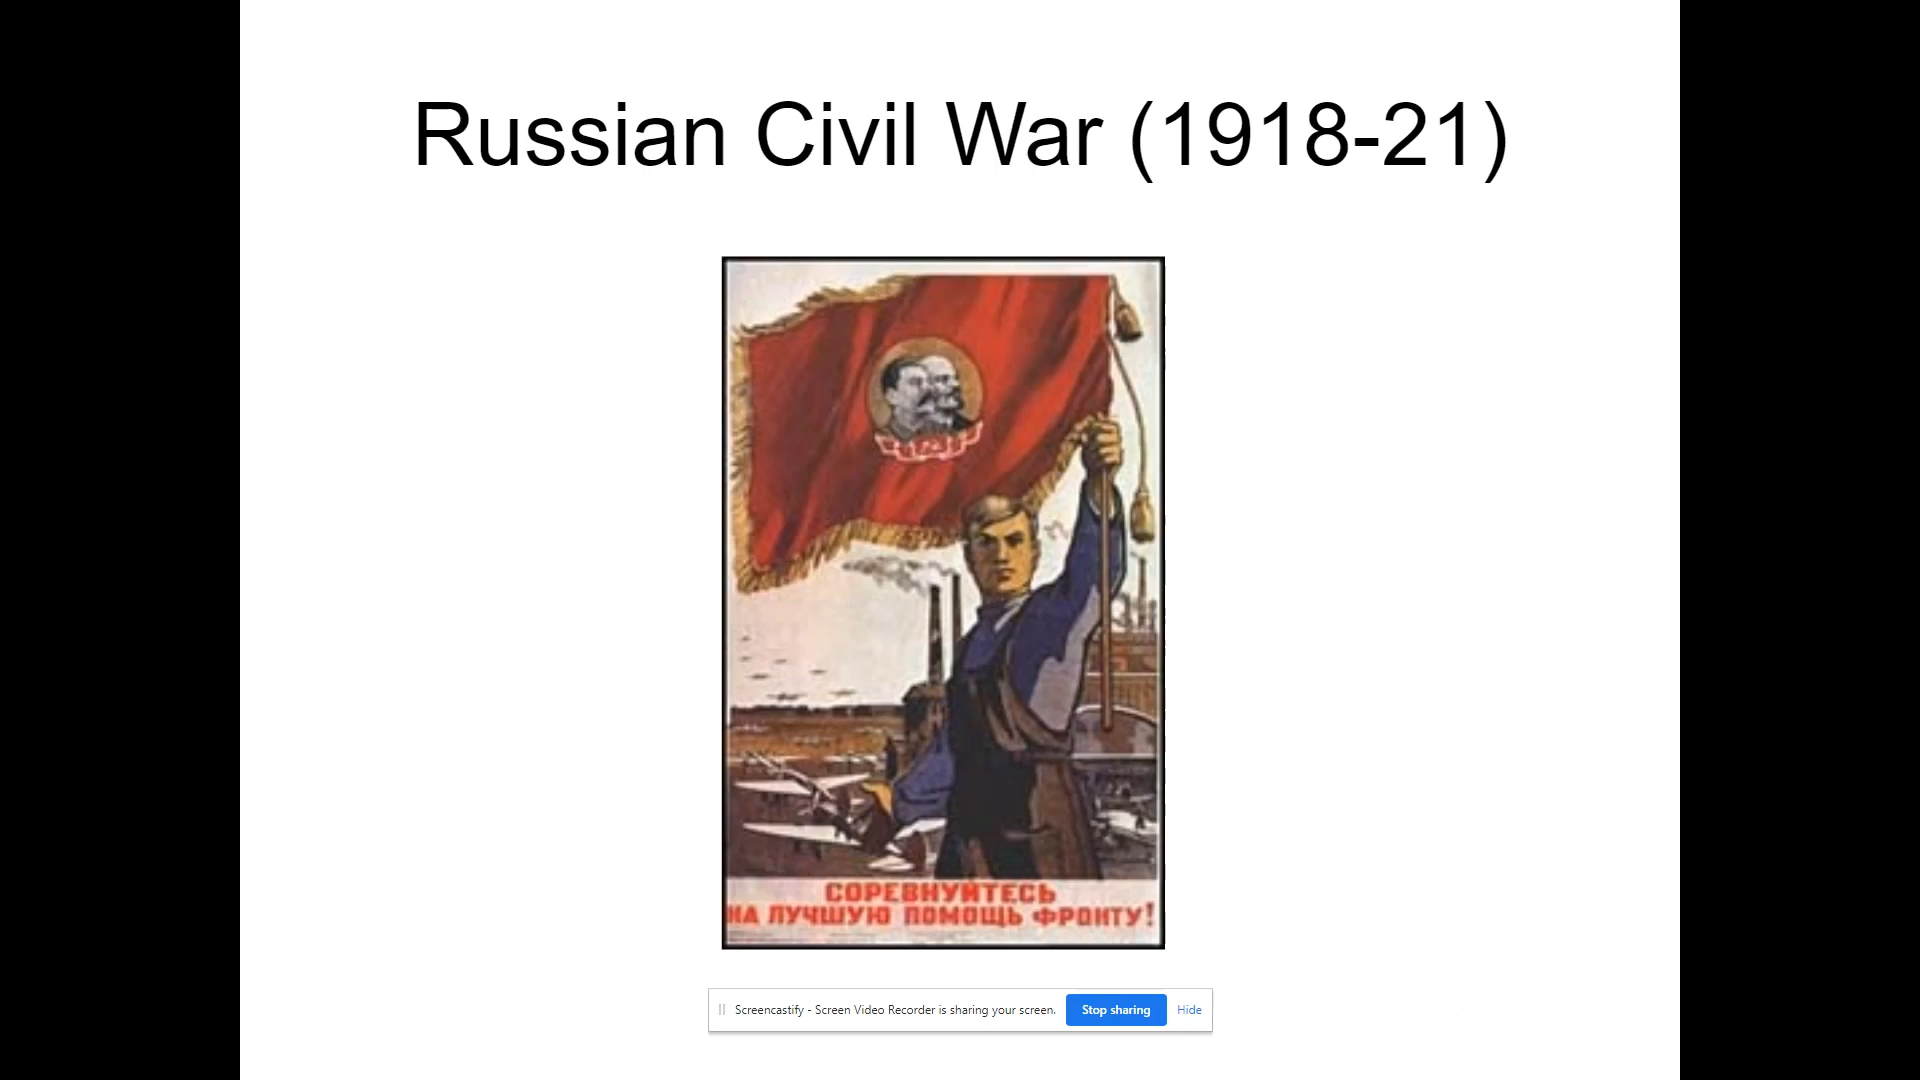 Russian Civil War (1918-21)
СОРЕВНУЙТЕСЬ
НА ЛУЧШУЮ ПОМОЩЬ ФРОНТУ!
Screencastify - Screen Video Recorder is sharing your screen.
Stop sharing
Hide